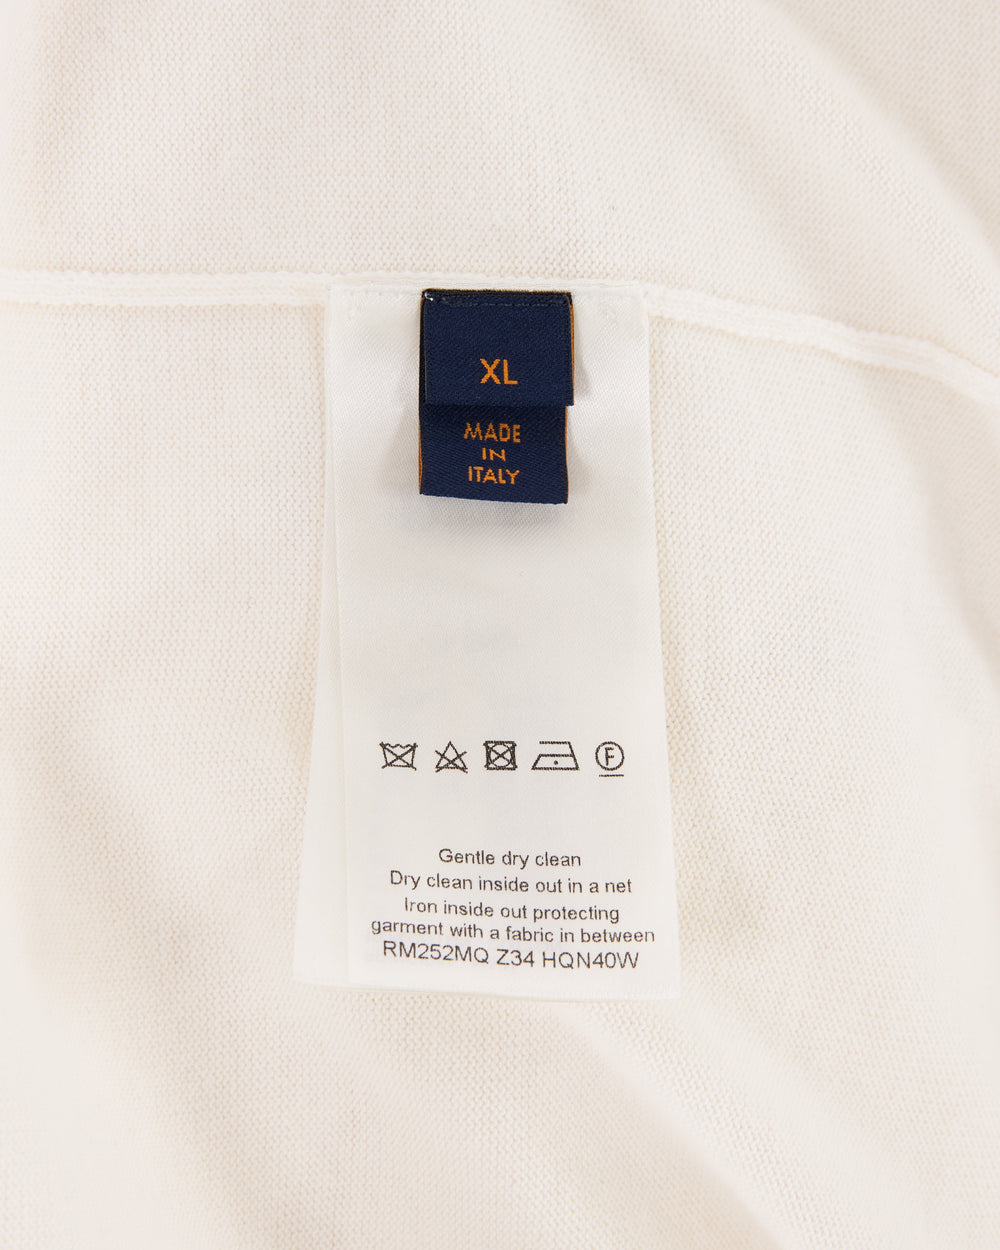 XL
MADE
IN
ITALY
F
Gentle dry clean
Dry clean inside out in a net
Iron inside out protecting
garment with a fabric in between
RM252MQ Z34 HQN40W